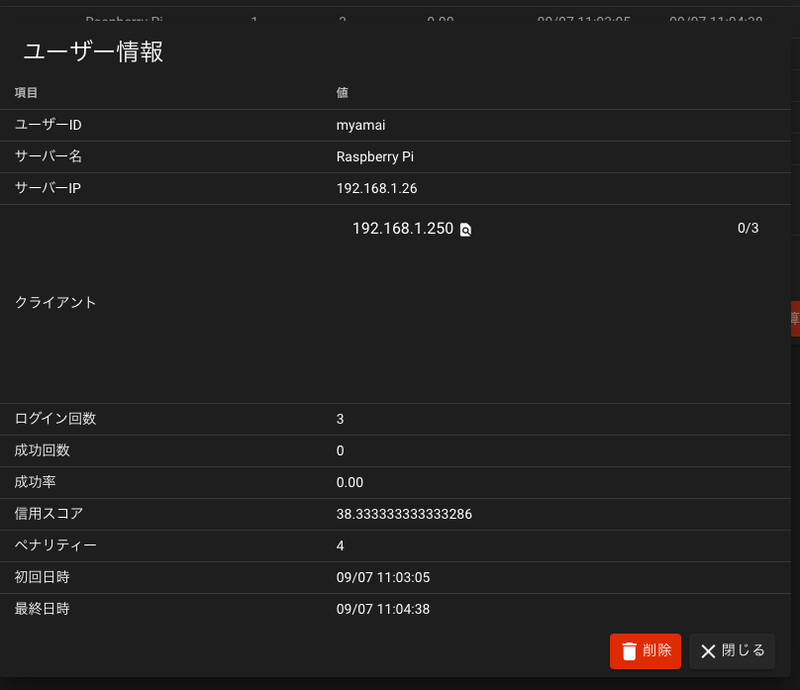 Raspberry Pi 1 3 0.00 09/07 11:03:05 09/07 11:04:38
ユーザー情報
項目 値
ユーザーID myamai
サーバー名 Raspberry Pi
サーバーIP 192.168.1.26
192.168.1.250 0/3
クライアント
ログイン回数 3
成功回数 0
成功率 0.00
信用スコア 38.333333333333286
ペナリティー 4
初回日時 09/07 11:03:05
最終日時 09/07 11:04:38
削除 閉じる